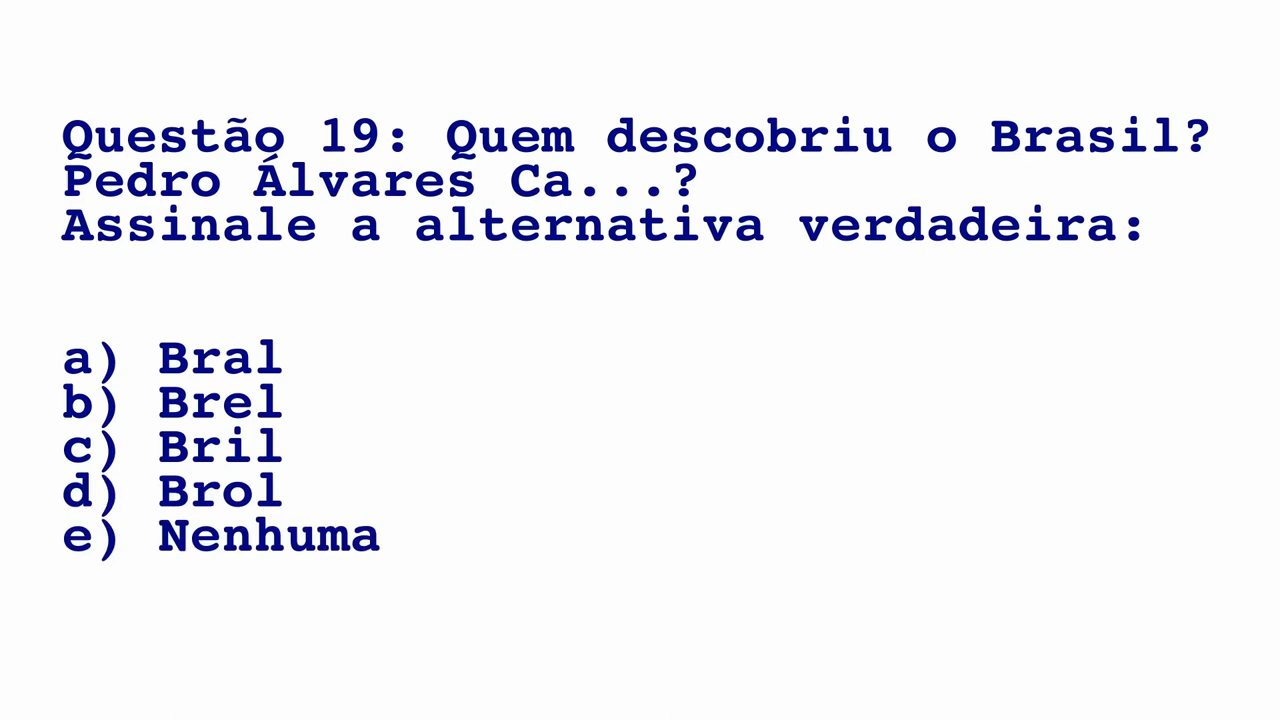 Questão 19: Quem descobriu o Brasil?
Pedro Álvares Ca...?
Assinale a alternativa verdadeira:
a) Bral
b) Brel
c) Bril
d) Brol
e) Nenhuma